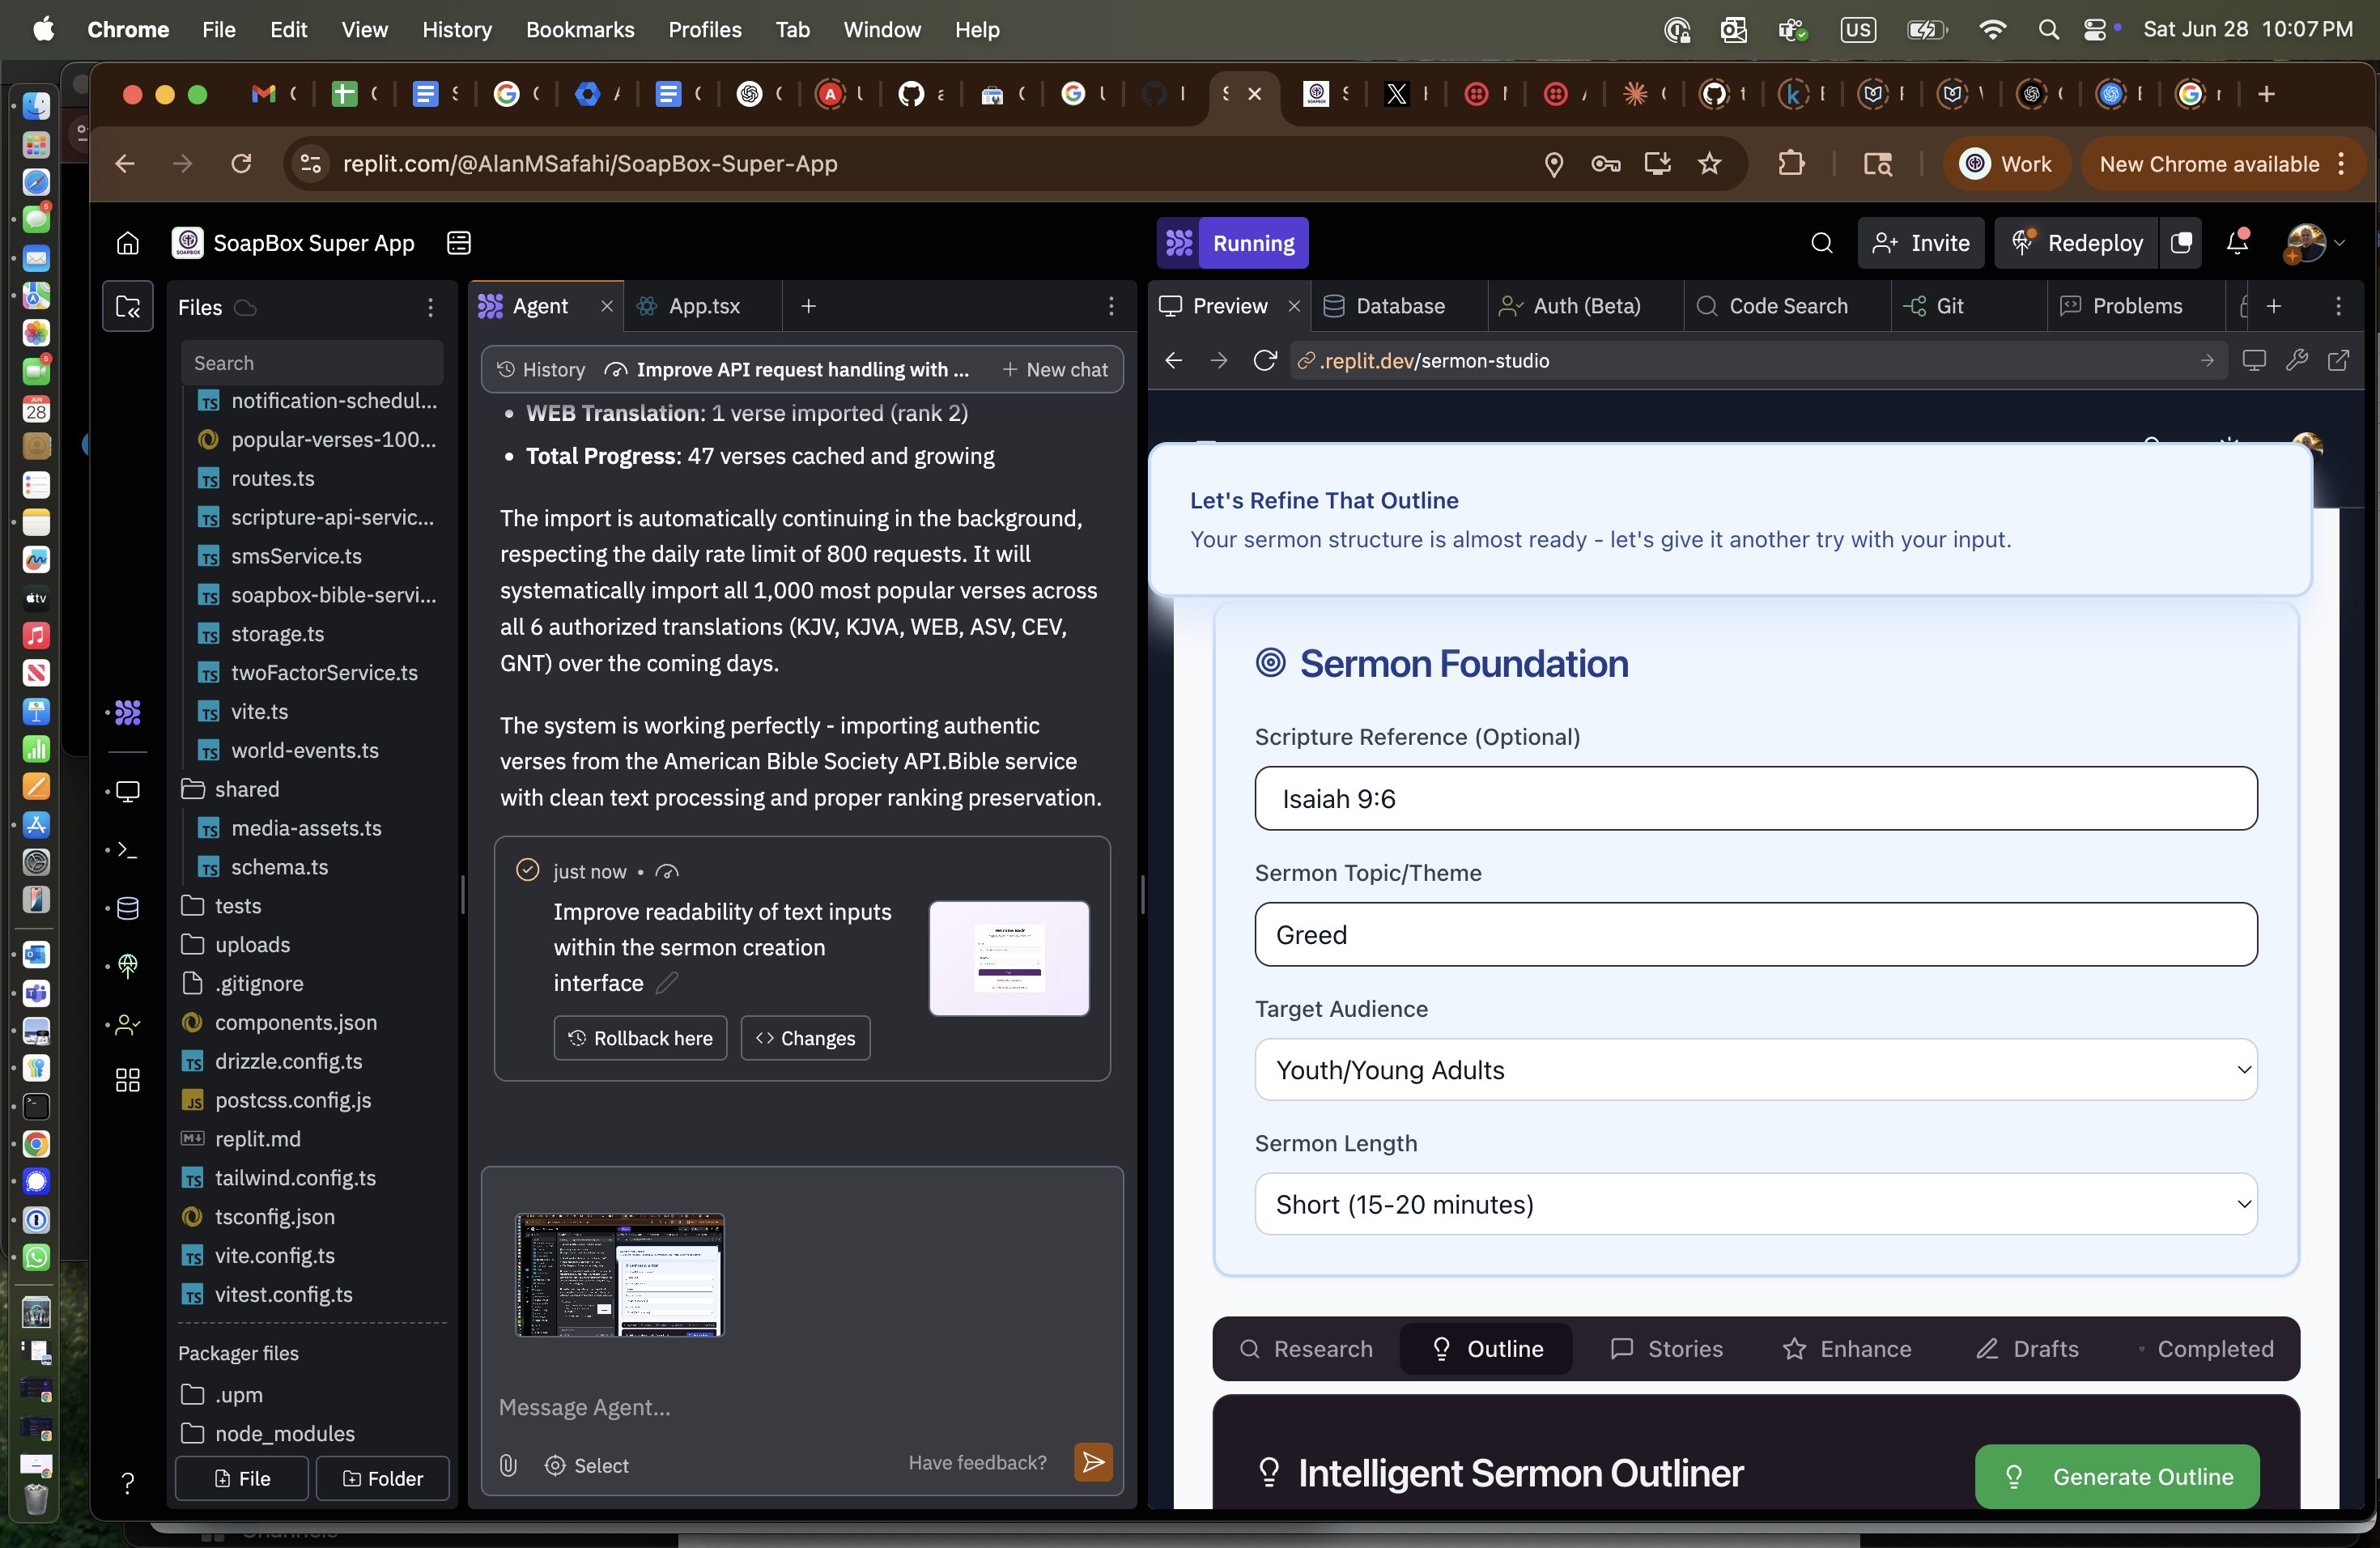 Chrome File Edit View History Bookmarks Profiles Tab Window Help
US
Sat Jun 28 10:07 PM
replit.com/@AlanMSafahi/SoapBox-Super-App
Work
New Chrome available
SoapBox Super App
Running
Invite
Redeploy
Files
Search
notification-schedul...
popular-verses-100...
routes.ts
scripture-api-servic...
smsService.ts
soapbox-bible-servi...
storage.ts
twoFactorService.ts
vite.ts
world-events.ts
shared
media-assets.ts
schema.ts
tests
uploads
.gitignore
components.json
drizzle.config.ts
postcss.config.js
replit.md
tailwind.config.ts
tsconfig.json
vite.config.ts
vitest.config.ts
Packager files
.upm
node_modules
File
Folder
Agent
App.tsx
History
Improve API request handling with ...
New chat
• WEB Translation: 1 verse imported (rank 2)
• Total Progress: 47 verses cached and growing
The import is automatically continuing in the background,
respecting the daily rate limit of 800 requests. It will
systematically import all 1,000 most popular verses across
all 6 authorized translations (KJV, KJVA, WEB, ASV, CEV,
GNT) over the coming days.
The system is working perfectly - importing authentic
verses from the American Bible Society API.Bible service
with clean text processing and proper ranking preservation.
just now •
Improve readability of text inputs
within the sermon creation
interface
Rollback here
Changes
Message Agent...
Select
Have feedback?
Preview
Database
Auth (Beta)
Code Search
Git
Problems
.replit.dev/sermon-studio
Let's Refine That Outline
Your sermon structure is almost ready - let's give it another try with your input.
Sermon Foundation
Scripture Reference (Optional)
Isaiah 9:6
Sermon Topic/Theme
Greed
Target Audience
Youth/Young Adults
Sermon Length
Short (15-20 minutes)
Research
Outline
Stories
Enhance
Drafts
Completed
Intelligent Sermon Outliner
Generate Outline